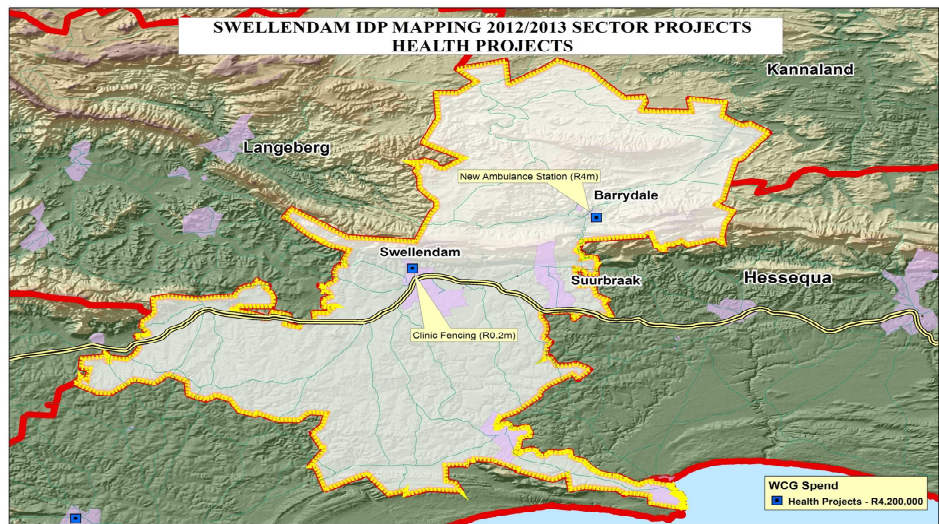 SWELLENDAM IDP MAPPING 2012/2013 SECTOR PROJECTS
HEALTH PROJECTS
Kannaland
Langeberg
New Ambulance Station (R4m)
Barrydale
Swellendam
Suurbraak
Hessequa
Clinic Fencing (R0.2m)
WCG Spend
Health Projects - R4,200,000